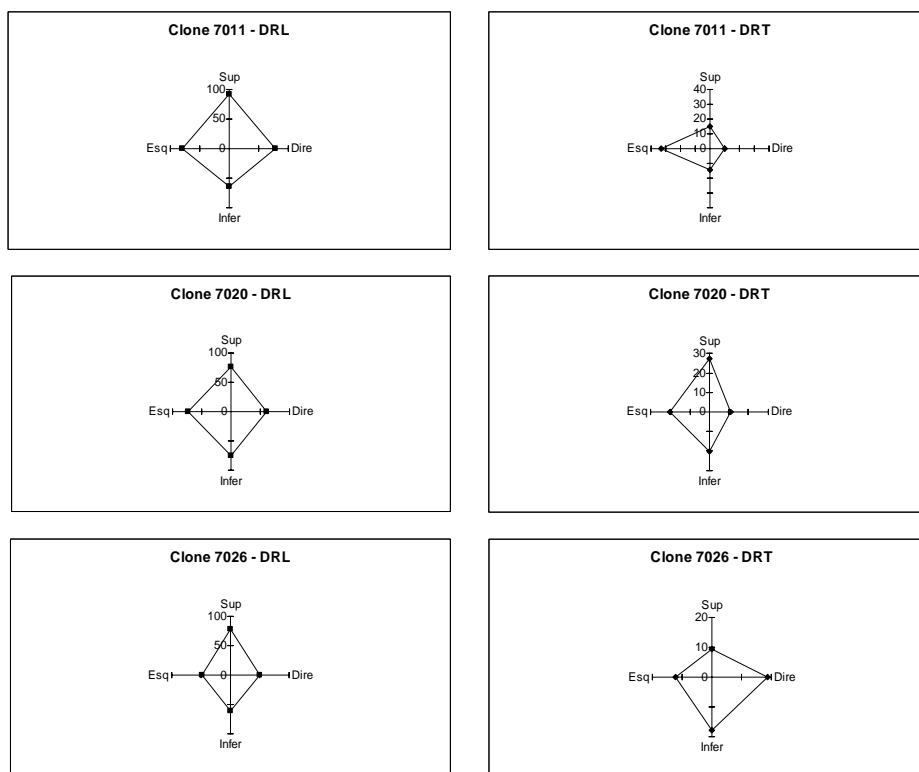 Clone 7011 - DRL
Sup
100
50
Esq 0 Dire
Infer
Clone 7011 - DRT
Sup
40
30
20
10
Esq 0 Dire
Infer
Clone 7020 - DRL
Sup
100
50
Esq 0 Dire
Infer
Clone 7020 - DRT
Sup
30
20
10
Esq 0 Dire
Infer
Clone 7026 - DRL
Sup
100
50
Esq 0 Dire
Infer
Clone 7026 - DRT
Sup
20
10
Esq 0 Dire
Infer